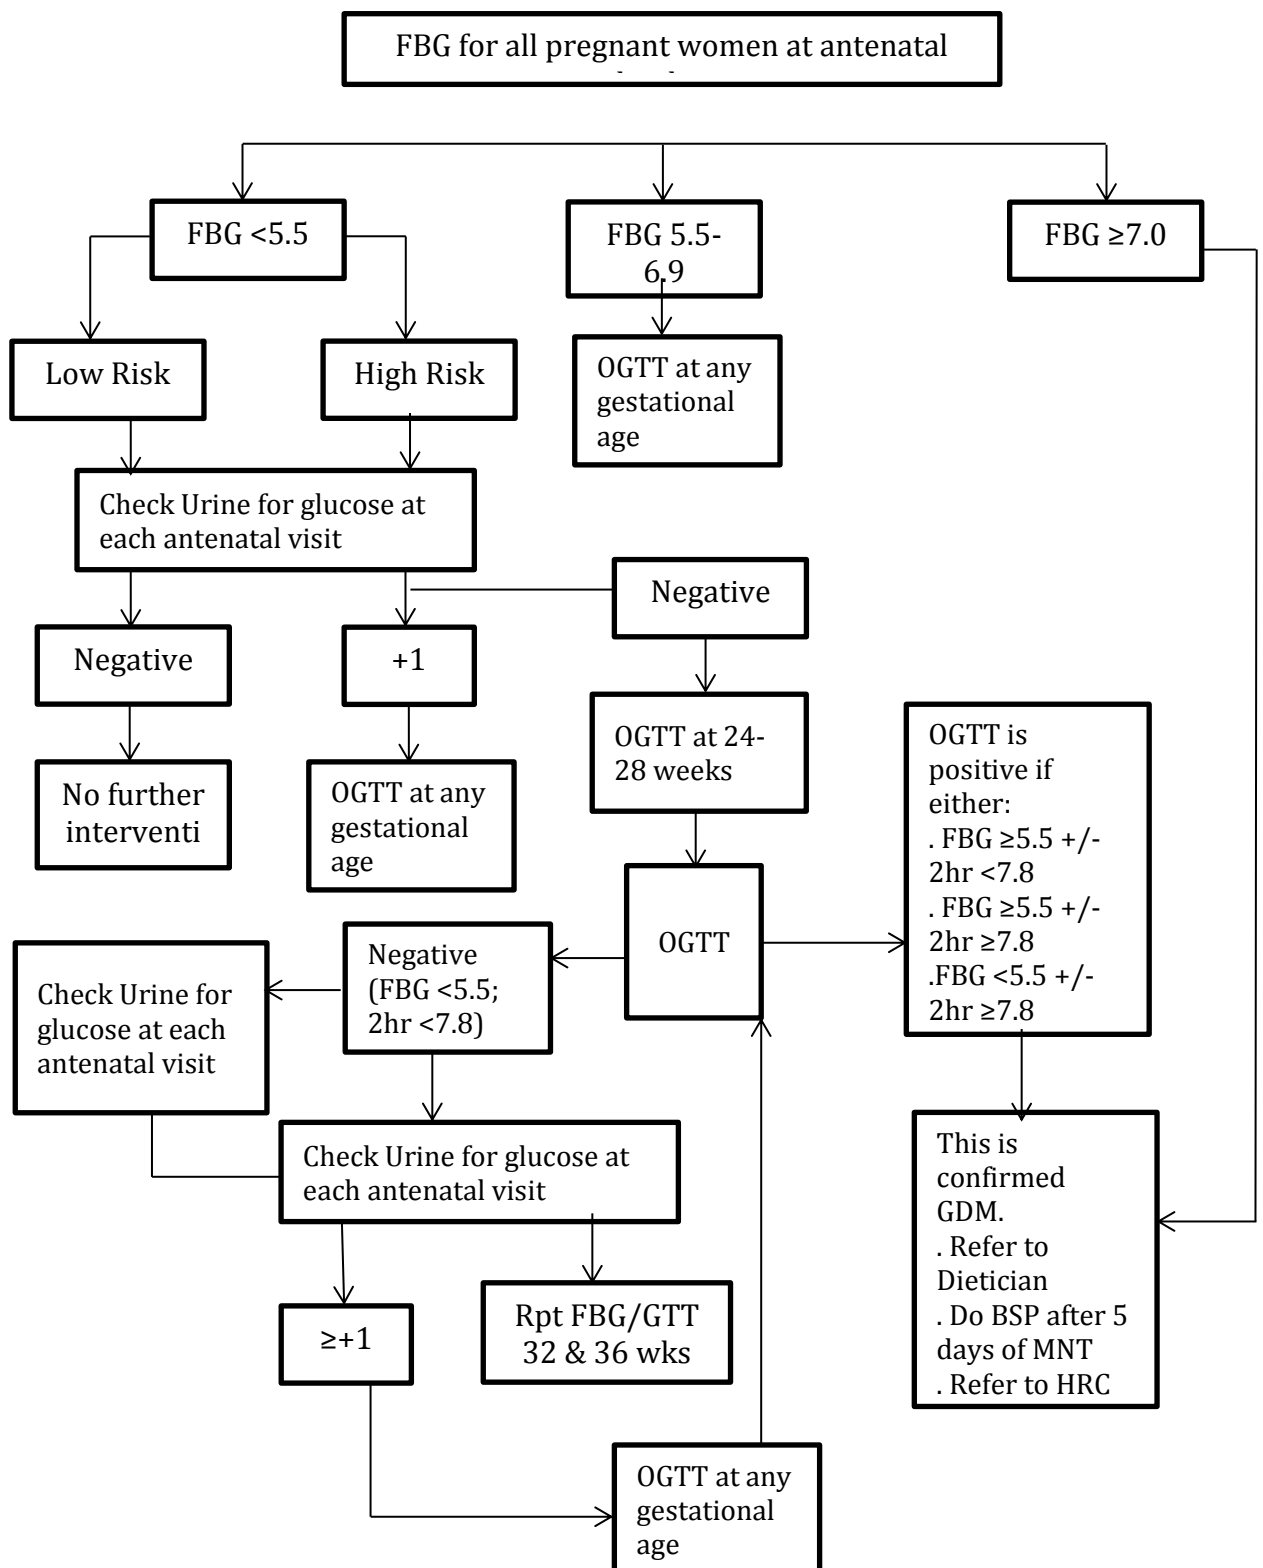 FBG for all pregnant women at antenatal
FBG <5.5
FBG 5.5-
6.9
FBG ≥7.0
Low Risk
High Risk
OGTT at any
gestational
age
Check Urine for glucose at
each antenatal visit
Negative
Negative
+1
OGTT at 24-
28 weeks
OGTT is
positive if
either:
. FBG ≥5.5 +/-
2hr <7.8
. FBG ≥5.5 +/-
2hr ≥7.8
.FBG <5.5 +/-
2hr ≥7.8
No further
interventi
OGTT at any
gestational
age
OGTT
Negative
(FBG <5.5;
2hr <7.8)
Check Urine for
glucose at each
antenatal visit
Check Urine for glucose at
each antenatal visit
This is
confirmed
GDM.
. Refer to
Dietician
. Do BSP after 5
days of MNT
. Refer to HRC
≥+1
Rpt FBG/GTT
32 & 36 wks
OGTT at any
gestational
age